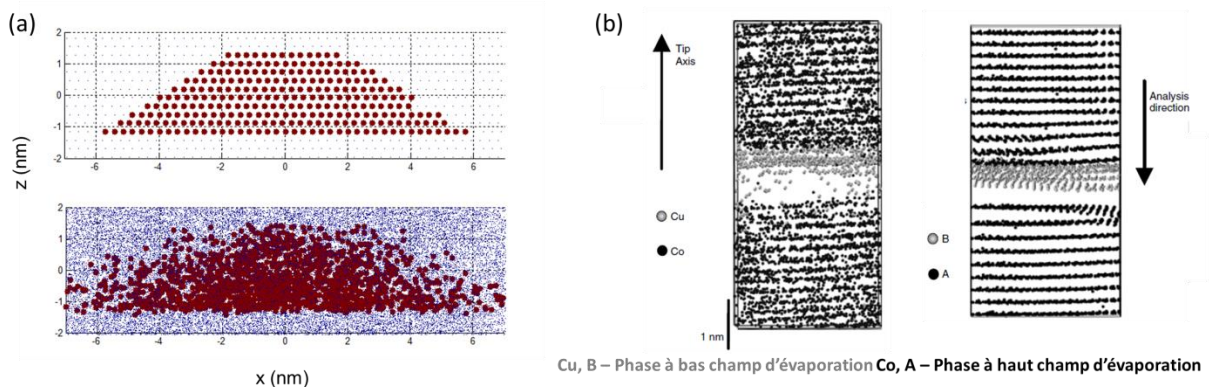 (a)
2
1
0
-1
-2
-6 -4 -2 0 2 4 6
z (nm)
2
1
0
-1
-2
-6 -4 -2 0 2 4 6
x (nm)
(b)
Tip
Axis
Cu
Co
1 nm
Analysis
direction
B
A
Cu, B – Phase à bas champ d’évaporation Co, A – Phase à haut champ d’évaporation